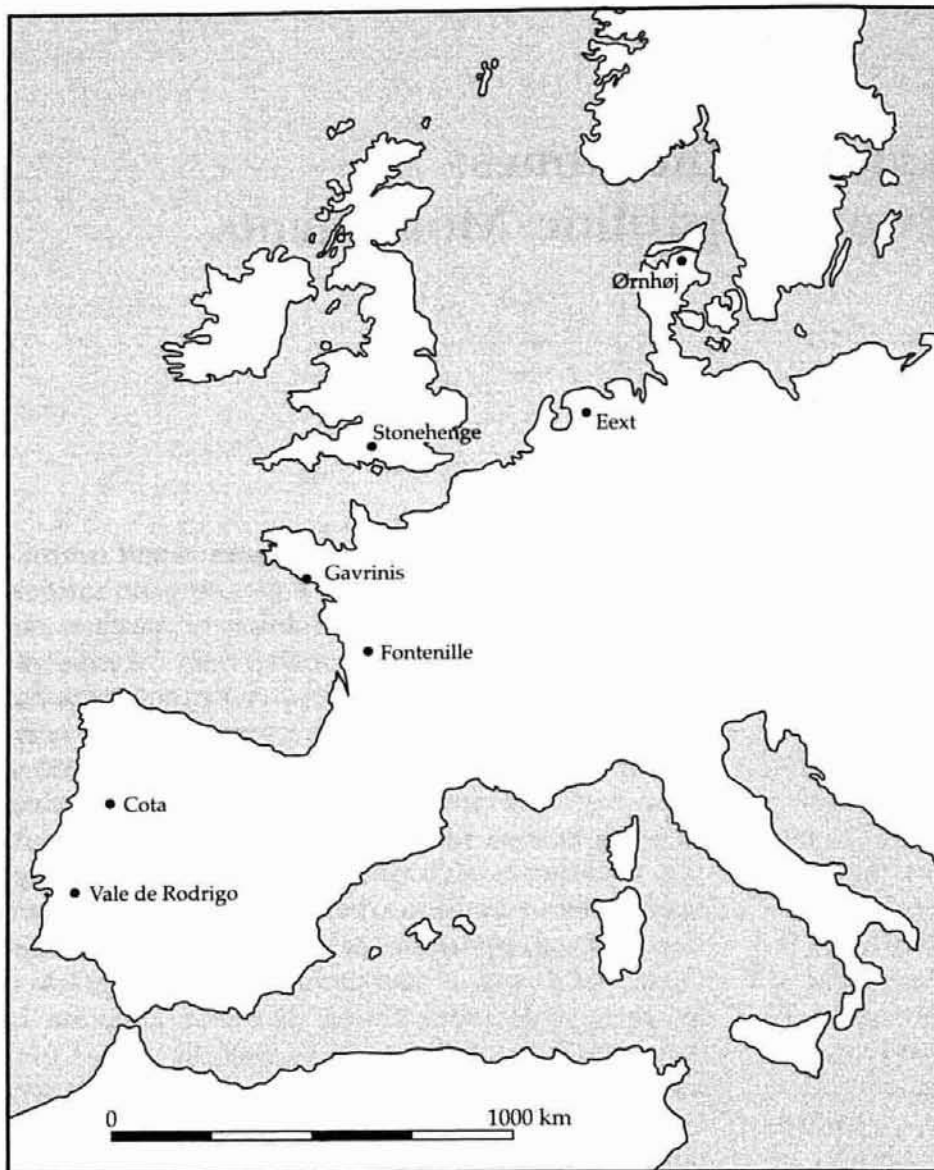 Ørnhøj
Eext
Stonehenge
Gavrinis
Fontenille
Cota
Vale de Rodrigo
0 1000 km